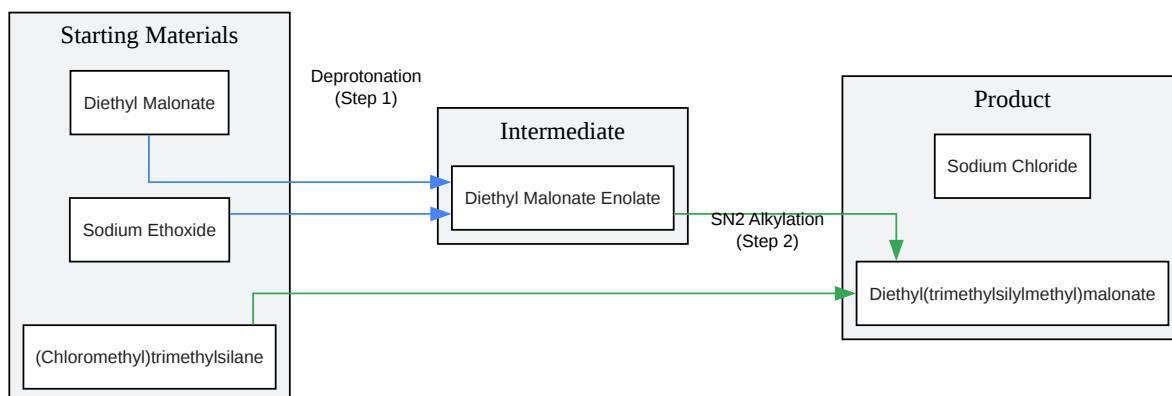 Starting Materials
Diethyl Malonate
Sodium Ethoxide
(Chloromethyl)trimethylsilane
Deprotonation
(Step 1)
Intermediate
Diethyl Malonate Enolate
SN2 Alkylation
(Step 2)
Product
Sodium Chloride
Diethyl(trimethylsilylmethyl)malonate